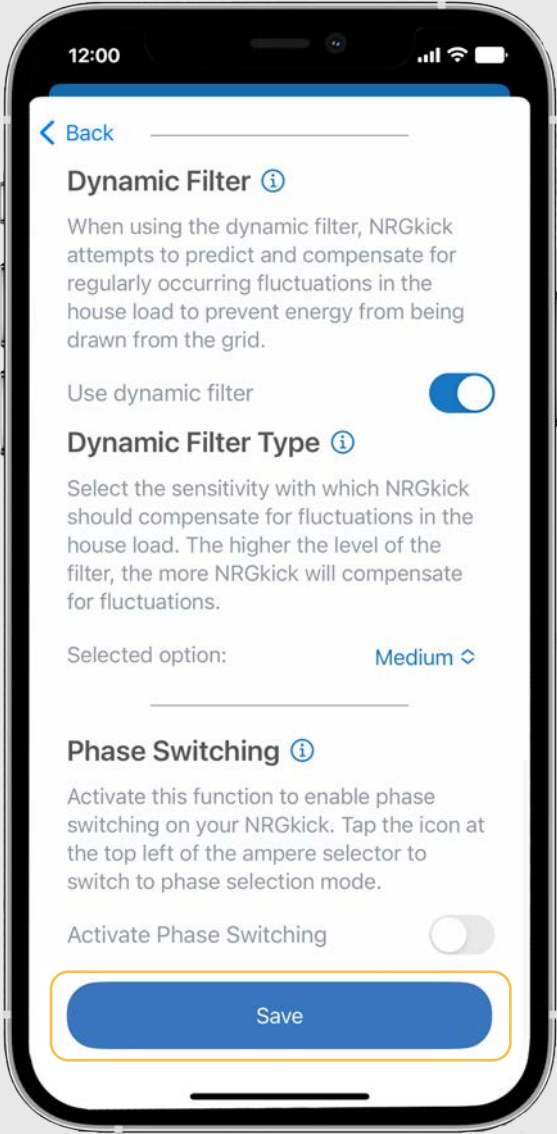 12:00
Back
Dynamic Filter
When using the dynamic filter, NRGkick
attempts to predict and compensate for
regularly occurring fluctuations in the
house load to prevent energy from being
drawn from the grid.
Use dynamic filter
Dynamic Filter Type
Select the sensitivity with which NRGkick
should compensate for fluctuations in the
house load. The higher the level of the
filter, the more NRGkick will compensate
for fluctuations.
Selected option: Medium
Phase Switching
Activate this function to enable phase
switching on your NRGkick. Tap the icon at
the top left of the ampere selector to
switch to phase selection mode.
Activate Phase Switching
Save